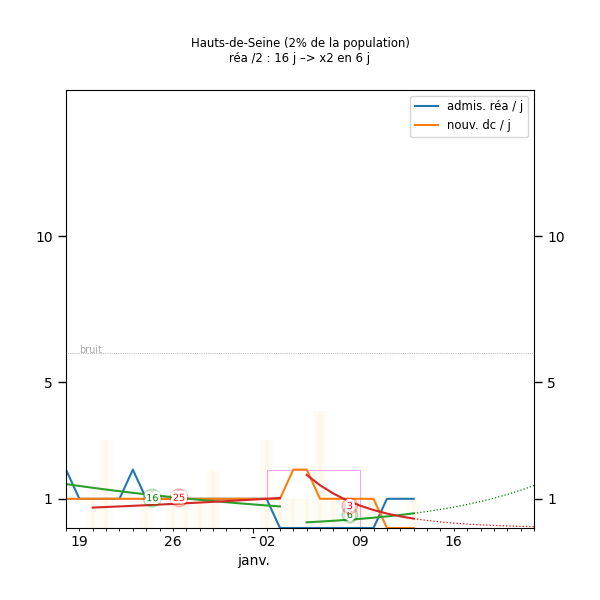 Hauts-de-Seine (2% de la population)
réa /2 : 16 j –> x2 en 6 j
admis. réa / j
nouv. dc / j
10
10
bruit
5
5
16
25
3
6
1
1
19
26
02
09
16
janv.